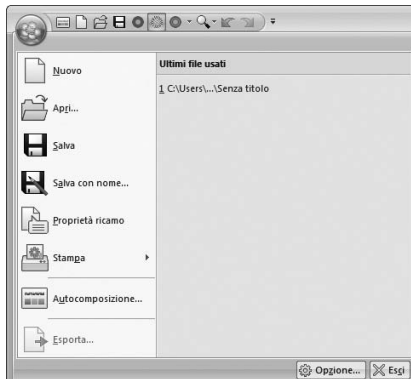 Nuovo
Ultimi file usati
1 C:\Users\...\Senza titolo
Apri...
Salva
Salva con nome...
Proprietà ricamo
Stampa
Autocomposizione...
Esporta...
Opzione...
Esci